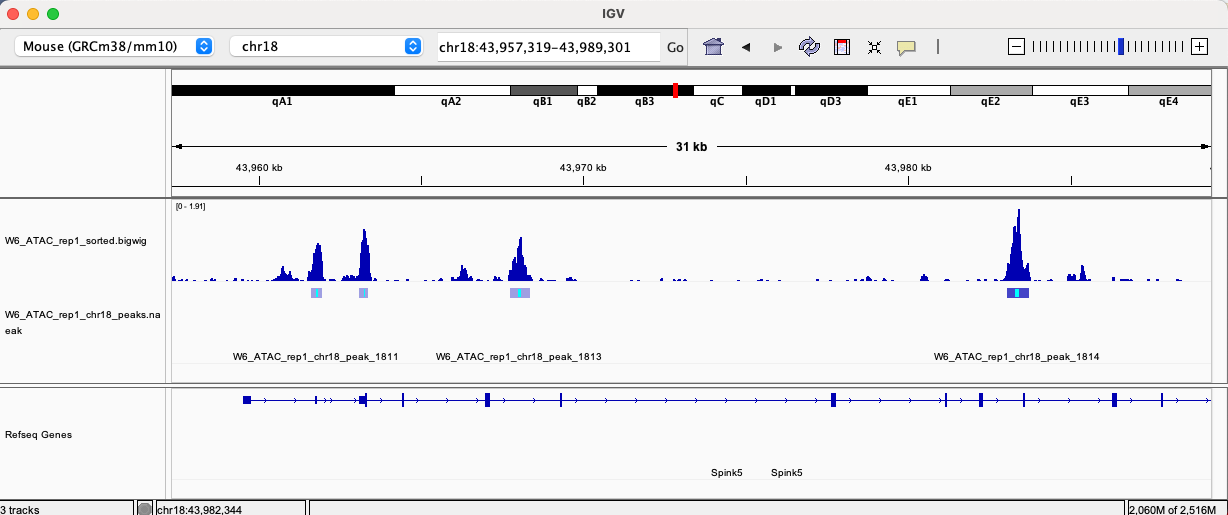 IGV
Mouse (GRCm38/mm10) chr18 chr18:43,957,319-43,989,301 Go
qA1 qA2 qB1 qB2 qB3 qC qD1 qD3 qE1 qE2 qE3 qE4
31 kb
43,960 kb 43,970 kb 43,980 kb
[0 - 1.91]
W6_ATAC_rep1_sorted.bigwig
W6_ATAC_rep1_chr18_peaks.na
eak
W6_ATAC_rep1_chr18_peak_1811 W6_ATAC_rep1_chr18_peak_1813 W6_ATAC_rep1_chr18_peak_1814
Refseq Genes
Spink5 Spink5
3 tracks chr18:43,982,344 2,060M of 2,516M